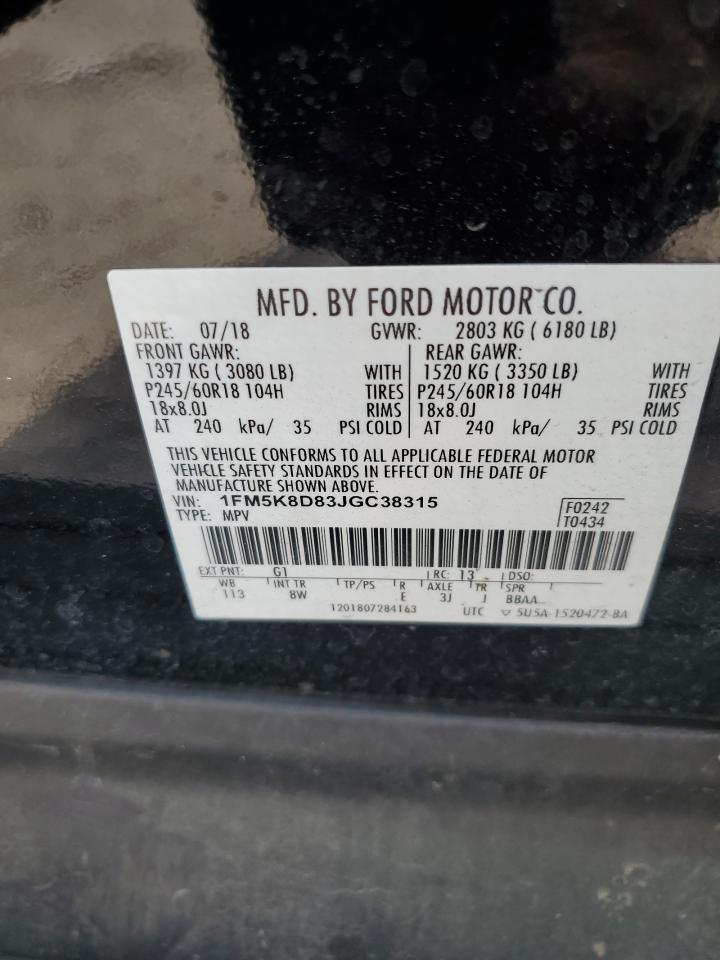 MFD. BY FORD MOTOR CO.
DATE: 07/18 GVWR: 2803 KG ( 6180 LB)
FRONT GAWR: REAR GAWR:
1397 KG ( 3080 LB) WITH 1520 KG ( 3350 LB) WITH
P245/60R18 104H TIRES P245/60R18 104H TIRES
18x8.0J RIMS 18x8.0J RIMS
AT 240 kPa/ 35 PSI COLD AT 240 kPa/ 35 PSI COLD
THIS VEHICLE CONFORMS TO ALL APPLICABLE FEDERAL MOTOR
VEHICLE SAFETY STANDARDS IN EFFECT ON THE DATE OF
MANUFACTURE SHOWN ABOVE.
VIN: 1FM5K8D83JGC38315 F0242
TYPE: MPV T0434
EXT PNT: G1 RC: 13 DSO:
WB INT TR TP/PS R AXLE TR SPR
113 BW E 3J J BBAA
1201807284163 UTC ▽ 5U5A-1520472-BA